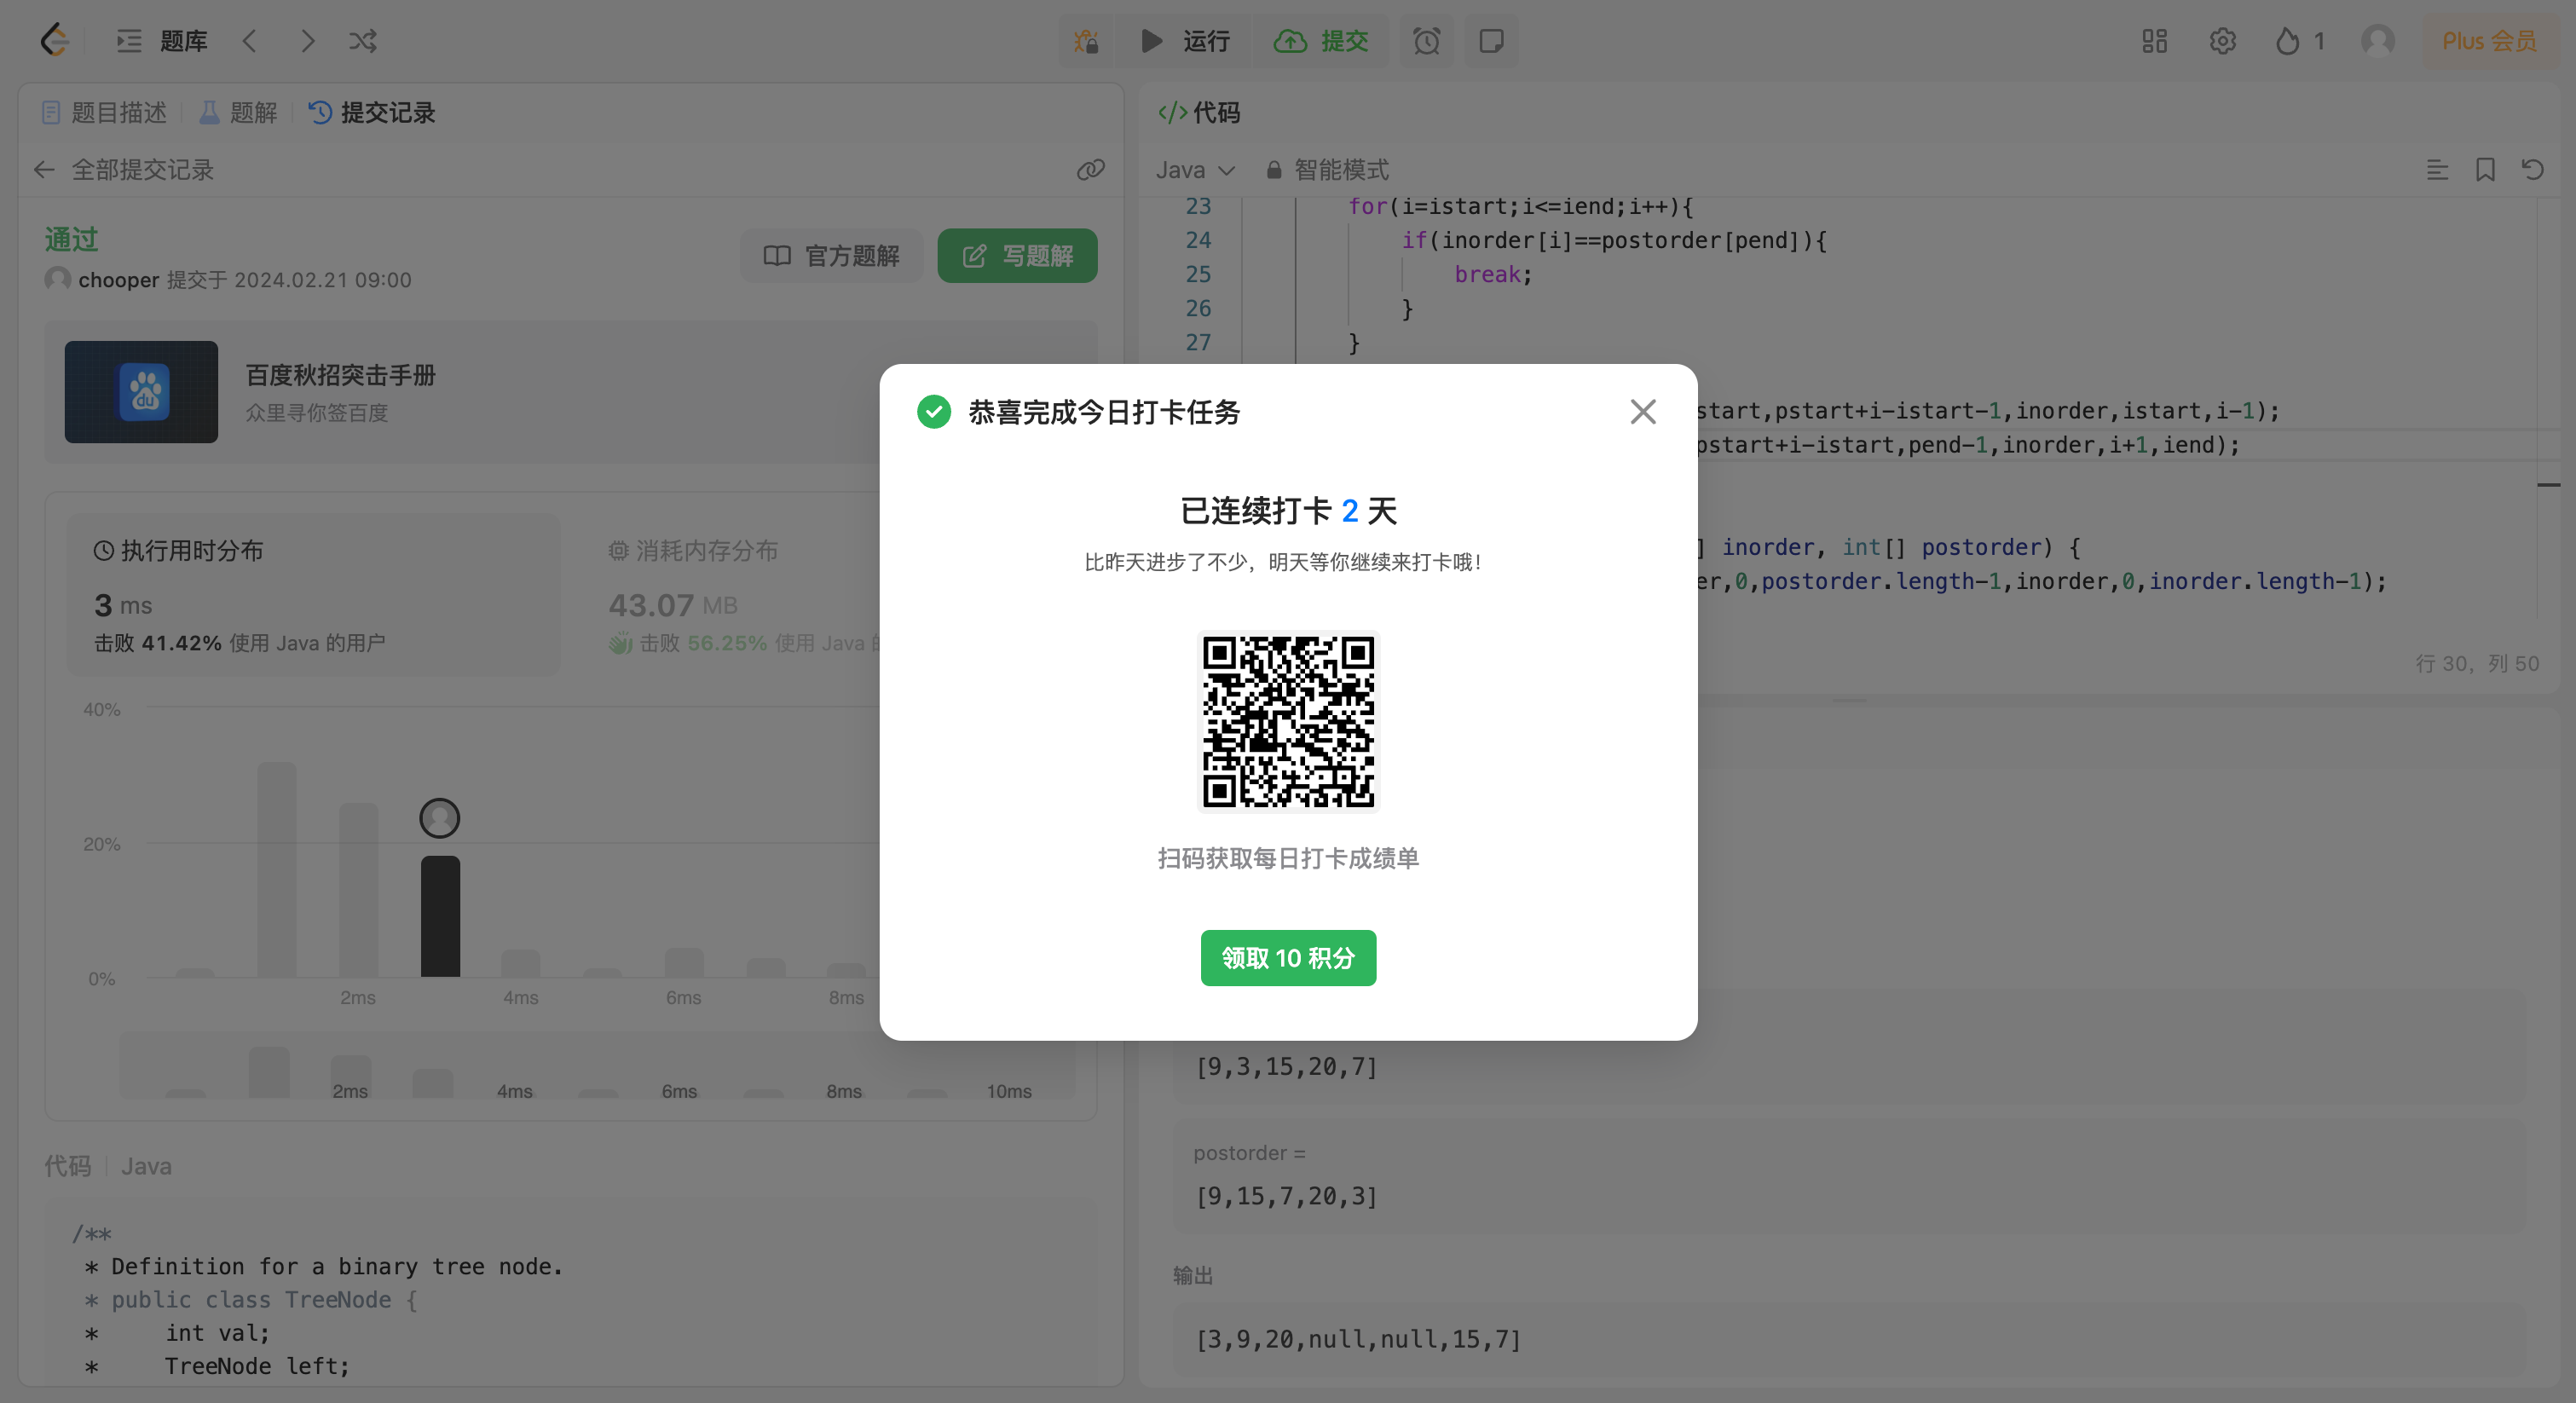 题库
运行
提交
1
Plus 会员
题目描述
题解
提交记录
全部提交记录
通过
chooper 提交于 2024.02.21 09:00
官方题解
写题解
du
百度秋招突击手册
众里寻你签百度
执行用时分布
3 ms
击败 41.42% 使用 Java 的用户
消耗内存分布
43.07 MB
击败 56.25% 使用 Java
40%
20%
0%
2ms
4ms
6ms
8ms
2ms
4ms
6ms
8ms
10ms
代码
Java
/**
* Definition for a binary tree node.
* public class TreeNode {
*     int val;
*     TreeNode left;
</> 代码
Java
智能模式
23 for(i=istart;i<=iend;i++){
24 if(inorder[i]==postorder[pend]){
25 break;
26 }
27 }
start,pstart+i-istart-1,inorder,istart,i-1);
pstart+i-istart,pend-1,inorder,i+1,iend);
] inorder, int[] postorder) {
er,0,postorder.length-1,inorder,0,inorder.length-1);
行 30，列 50
恭喜完成今日打卡任务
已连续打卡 2 天
比昨天进步了不少，明天等你继续来打卡哦！
扫码获取每日打卡成绩单
领取 10 积分
[9,3,15,20,7]
postorder =
[9,15,7,20,3]
输出
[3,9,20,null,null,15,7]